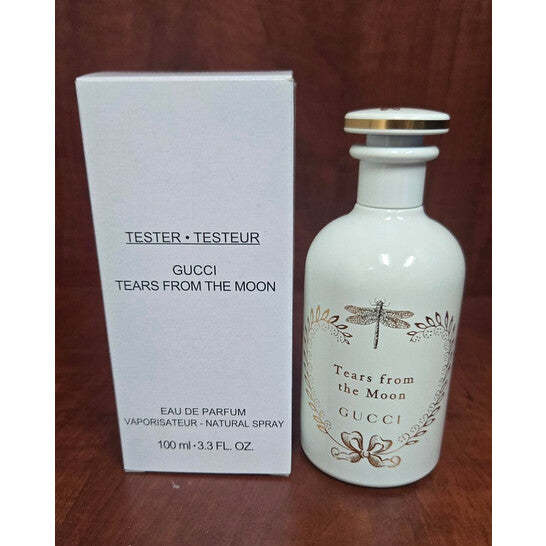 TESTER • TESTEUR
GUCCI
TEARS FROM THE MOON
EAU DE PARFUM
VAPORISATEUR - NATURAL SPRAY
100 ml · 3.3 FL. OZ.
Tears from
the Moon
GUCCI